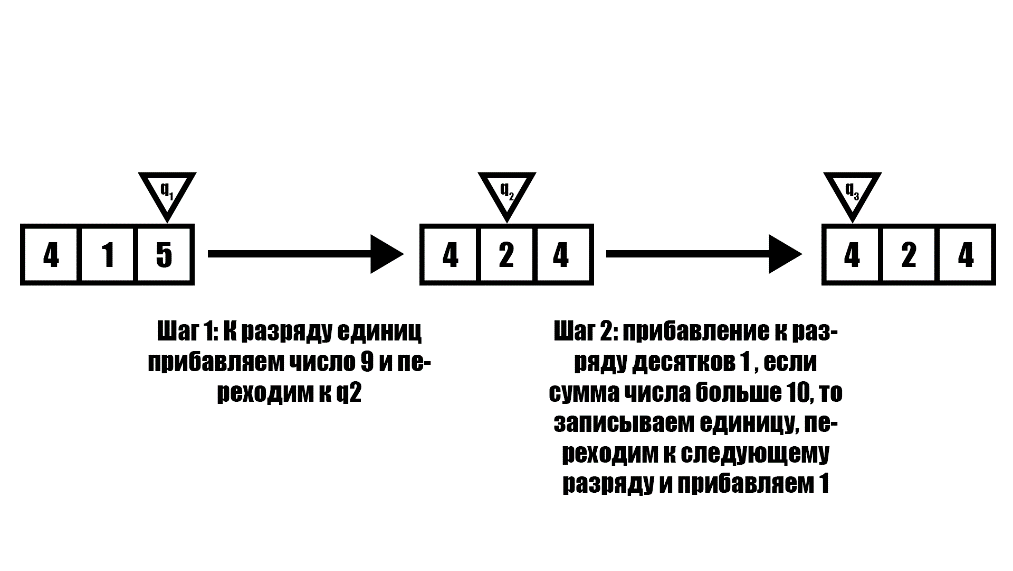 q1 q2 q3
4 1 5 4 2 4 4 2 4
Шаг 1: К разряду единиц
прибавляем число 9 и пе-
реходим к q2
Шаг 2: прибавление к раз-
ряду десятков 1 , если
сумма числа больше 10, то
записываем единицу, пе-
реходим к следующему
разряду и прибавляем 1